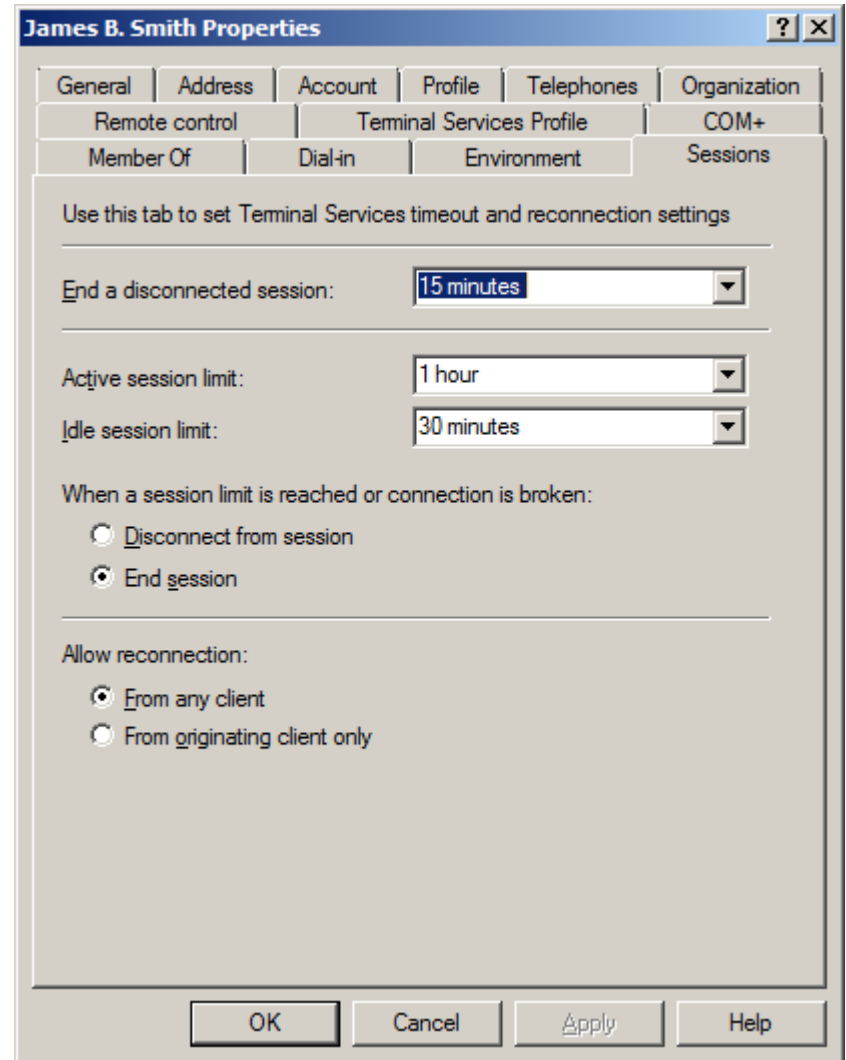 James B. Smith Properties
General Address Account Profile Telephones Organization
Remote control Terminal Services Profile COM+
Member Of Dial-in Environment Sessions
Use this tab to set Terminal Services timeout and reconnection settings
End a disconnected session: 15 minutes
Active session limit: 1 hour
Idle session limit: 30 minutes
When a session limit is reached or connection is broken:
Disconnect from session
End session
Allow reconnection:
From any client
From originating client only
OK Cancel Apply Help